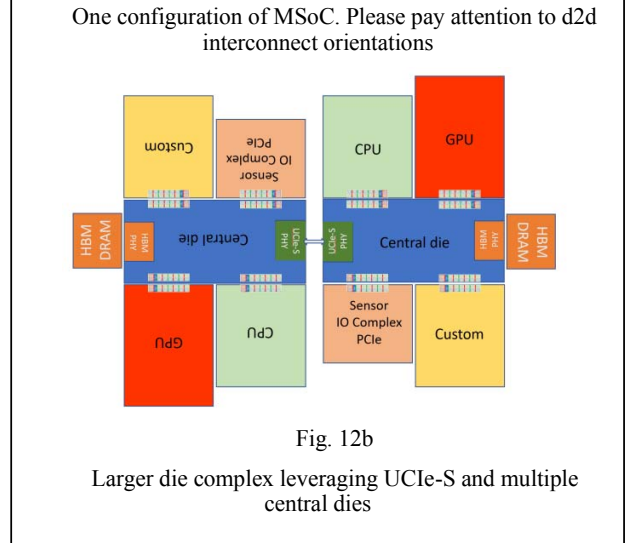 One configuration of MSoC. Please pay attention to d2d
interconnect orientations
Custom
Sensor
IO Complex
PCIe
CPU
GPU
HBM
DRAM
HBM
PHY
Central die
UCIe-S
PHY
UCIe-S
PHY
Central die
HBM
PHY
HBM
DRAM
GPU
CPU
Sensor
IO Complex
PCIe
Custom
Fig. 12b
Larger die complex leveraging UCIe-S and multiple
central dies